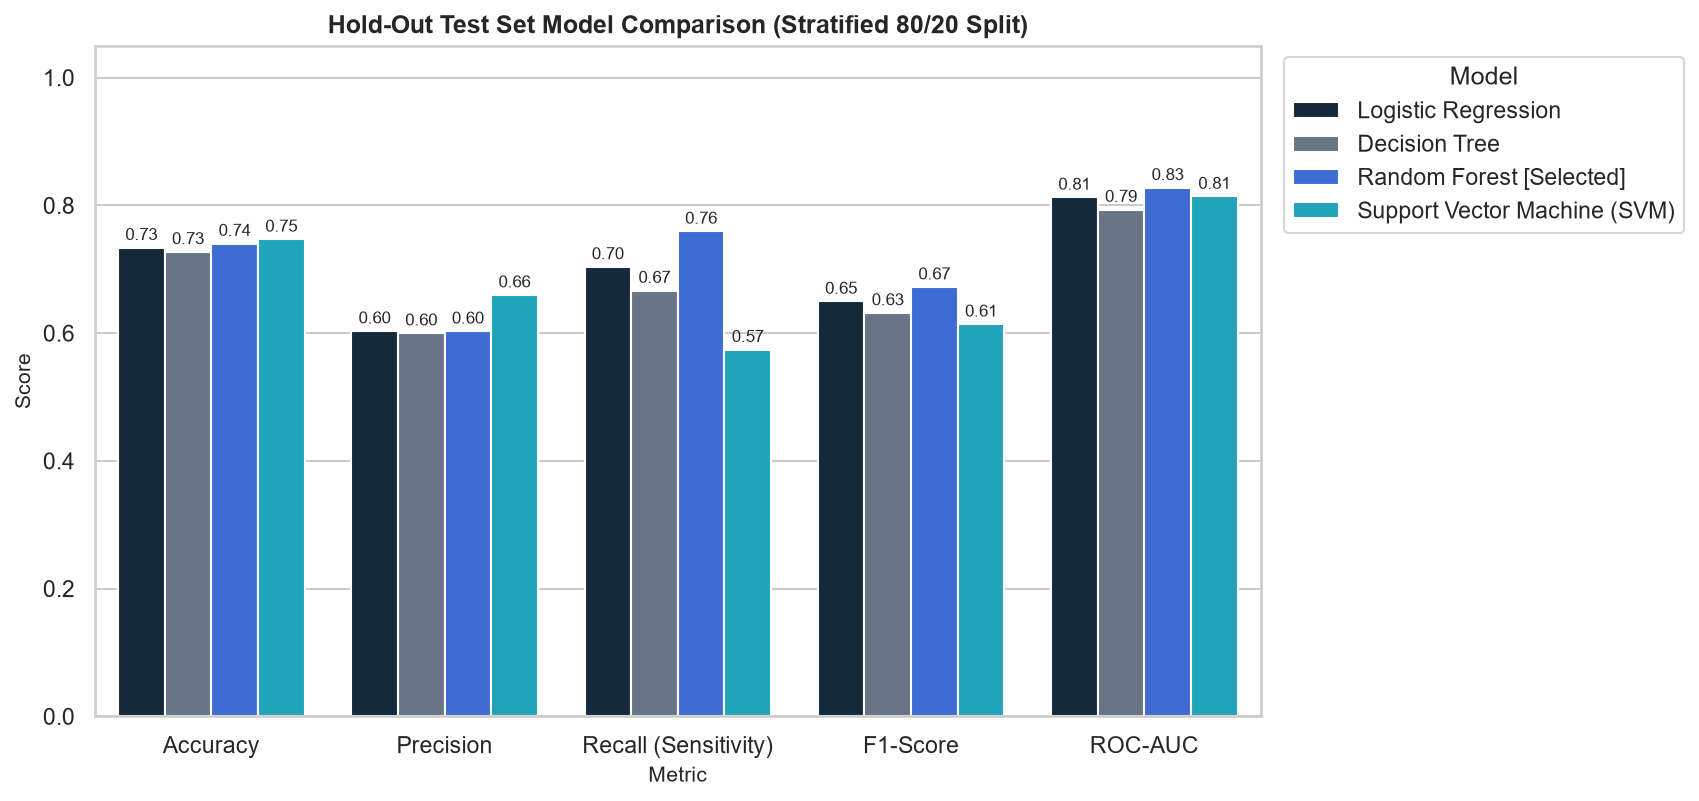 Hold-Out Test Set Model Comparison (Stratified 80/20 Split)
Score
1.0
0.8
0.6
0.4
0.2
0.0
0.73 0.73 0.74 0.75
0.60 0.60 0.60 0.66
0.70 0.67 0.76 0.57
0.65 0.63 0.67 0.61
0.81 0.79 0.83 0.81
Accuracy Precision Recall (Sensitivity) F1-Score ROC-AUC
Metric
Model
Logistic Regression
Decision Tree
Random Forest [Selected]
Support Vector Machine (SVM)